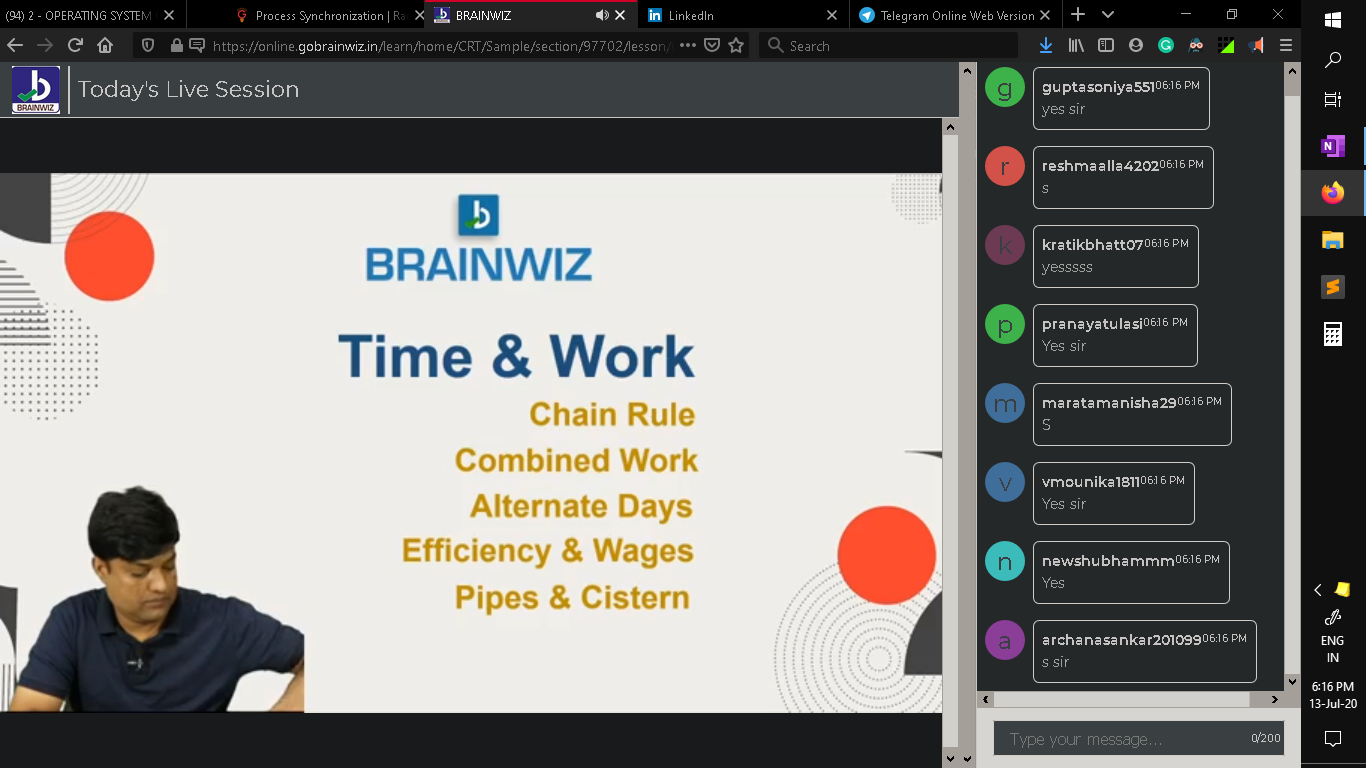 (94) 2 - OPERATING SYSTEM
Process Synchronization | Ra
BRAINWIZ
LinkedIn
Telegram Online Web Version
https://online.gobrainwiz.in/learn/home/CRT/Sample/section/97702/lesson/
Search
BRAINWIZ
Today's Live Session
BRAINWIZ
Time & Work
Chain Rule
Combined Work
Alternate Days
Efficiency & Wages
Pipes & Cistern
g
guptasoniya551 06:16 PM
yes sir
r
reshmaalla4202 06:16 PM
s
k
kratikbhatt07 06:16 PM
yesssss
p
pranayatulasi 06:16 PM
Yes sir
m
maratamanisha29 06:16 PM
S
v
vmounika1811 06:16 PM
Yes sir
n
newshubhammm 06:16 PM
Yes
a
archanasankar201099 06:16 PM
s sir
Type your message...
0/200
ENG
IN
6:16 PM
13-Jul-20